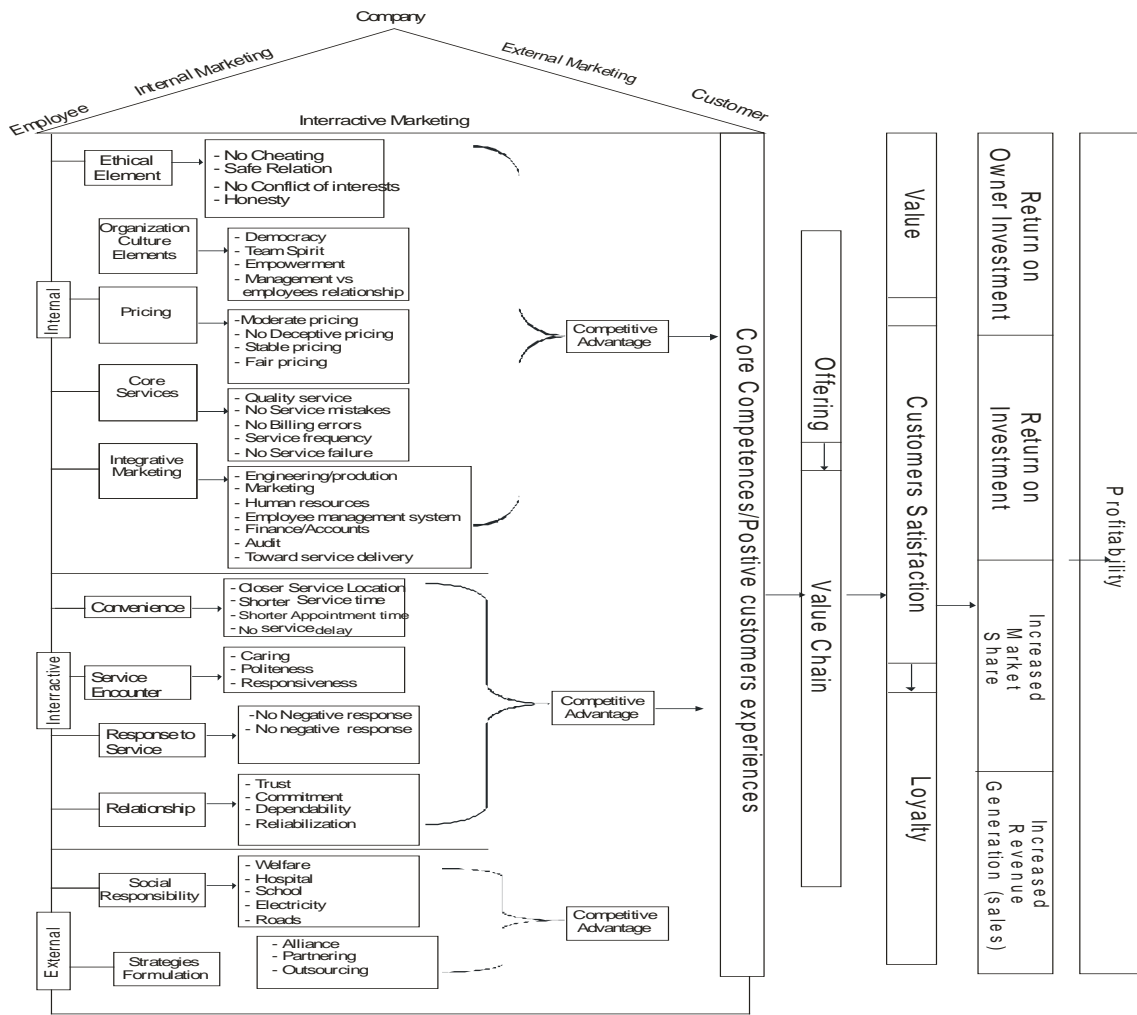 Company
Internal Marketing
External Marketing
Employee
Customer
Interractive Marketing
Internal
Ethical
Element
- No Cheating
- Safe Relation
- No Conflict of interests
- Honesty
Organization
Culture
Elements
- Democracy
- Team Spirit
- Empowerment
- Management vs
employees relationship
Pricing
-Moderate pricing
- No Deceptive pricing
- Stable pricing
- Fair pricing
Core
Services
- Quality service
- No Service mistakes
- No Billing errors
- Service frequency
- No Service failure
Integrative
Marketing
- Engineering/prodution
- Marketing
- Human resources
- Employee management system
- Finance/Accounts
- Audit
- Toward service delivery
Competitive
Advantage
Interractive
Convenience
- Closer Service Location
- Shorter Service time
- Shorter Appointment time
- No service delay
Service
Encounter
- Caring
- Politeness
- Responsiveness
Response to
Service
- No Negative response
- No negative response
Relationship
- Trust
- Commitment
- Dependability
- Reliabilization
Competitive
Advantage
External
Social
Responsibility
- Welfare
- Hospital
- School
- Electricity
- Roads
Strategies
Formulation
- Alliance
- Partnering
- Outsourcing
Competitive
Advantage
Core Competences/Postive customers experiences
Offering
Value Chain
Value
Customers Satisfaction
Loyalty
Return on
Owner Investment
Return on
Investment
Increased
Market
Share
Increased
Revenue
Generation (sales)
Profitability